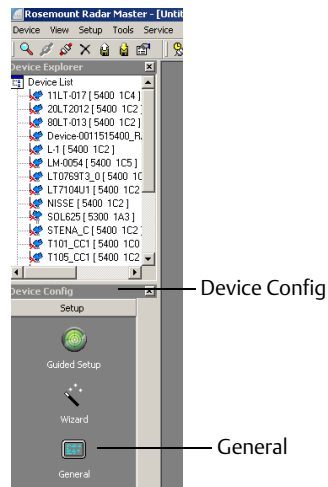 Rosemount Radar Master - [Untit
Device View Setup Tools Service
Device Explorer
Device List
11LT-017 [ 5400 1C4 ]
20LT2012 [ 5400 1C2 ]
80LT-013 [ 5400 1C2 ]
Device-0011515400_R
L-1 [ 5400 1C2 ]
LM-0054 [ 5400 1C5 ]
LT0769T3_0 [ 5400 1C
LT7104U1 [ 5400 1C2
NISSE [ 5400 1C2 ]
SOL625 [ 5300 1A3 ]
STENA_C [ 5400 1C2 ]
T101_CC1 [ 5400 1C0
T105_CC1 [ 5400 1C2
Device Config
Device Config
Setup
Guided Setup
Wizard
General
General